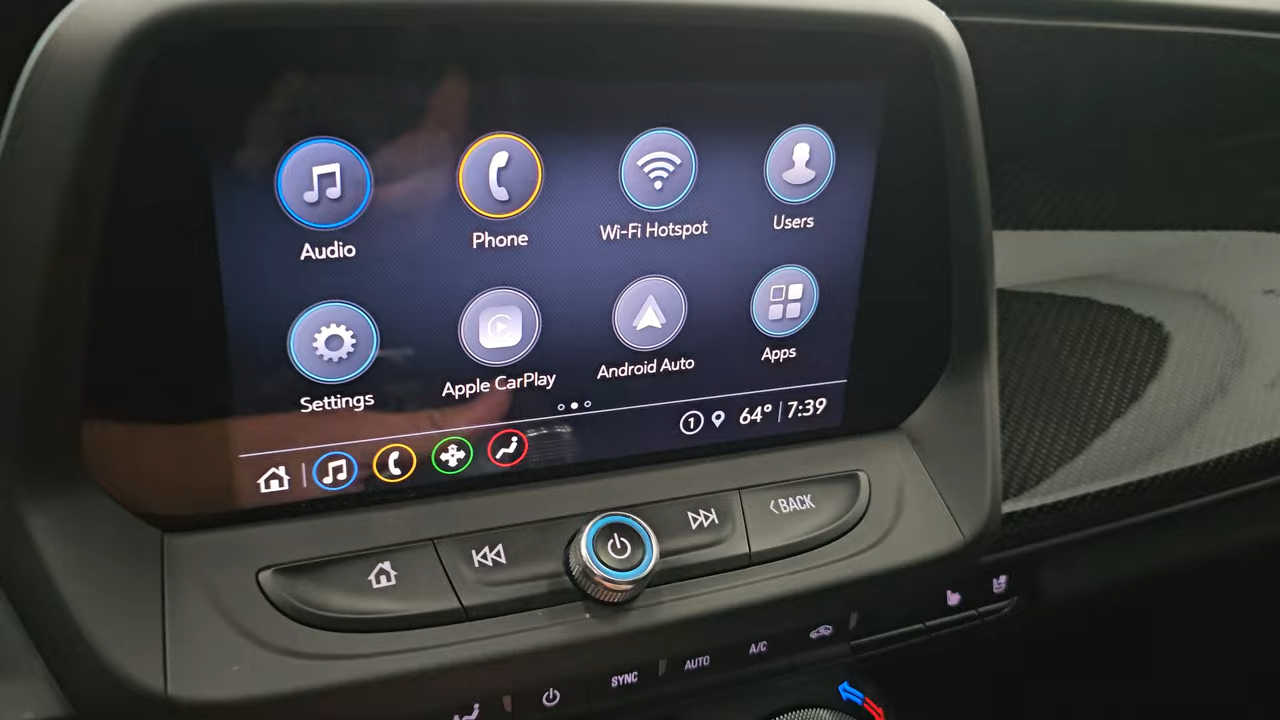 Audio
Phone
Wi-Fi Hotspot
Users
Settings
Apple CarPlay
Android Auto
Apps
1
64° 7:39
BACK
SYNC
AUTO
A/C